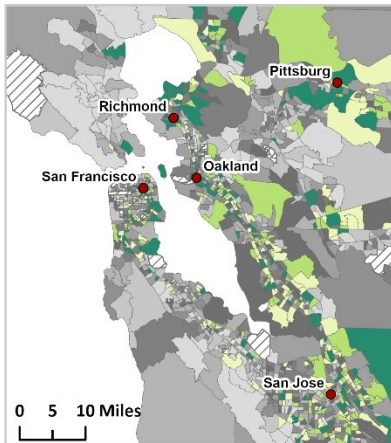 Pittsburg
Richmond
Oakland
San Francisco
San Jose
0 5 10 Miles